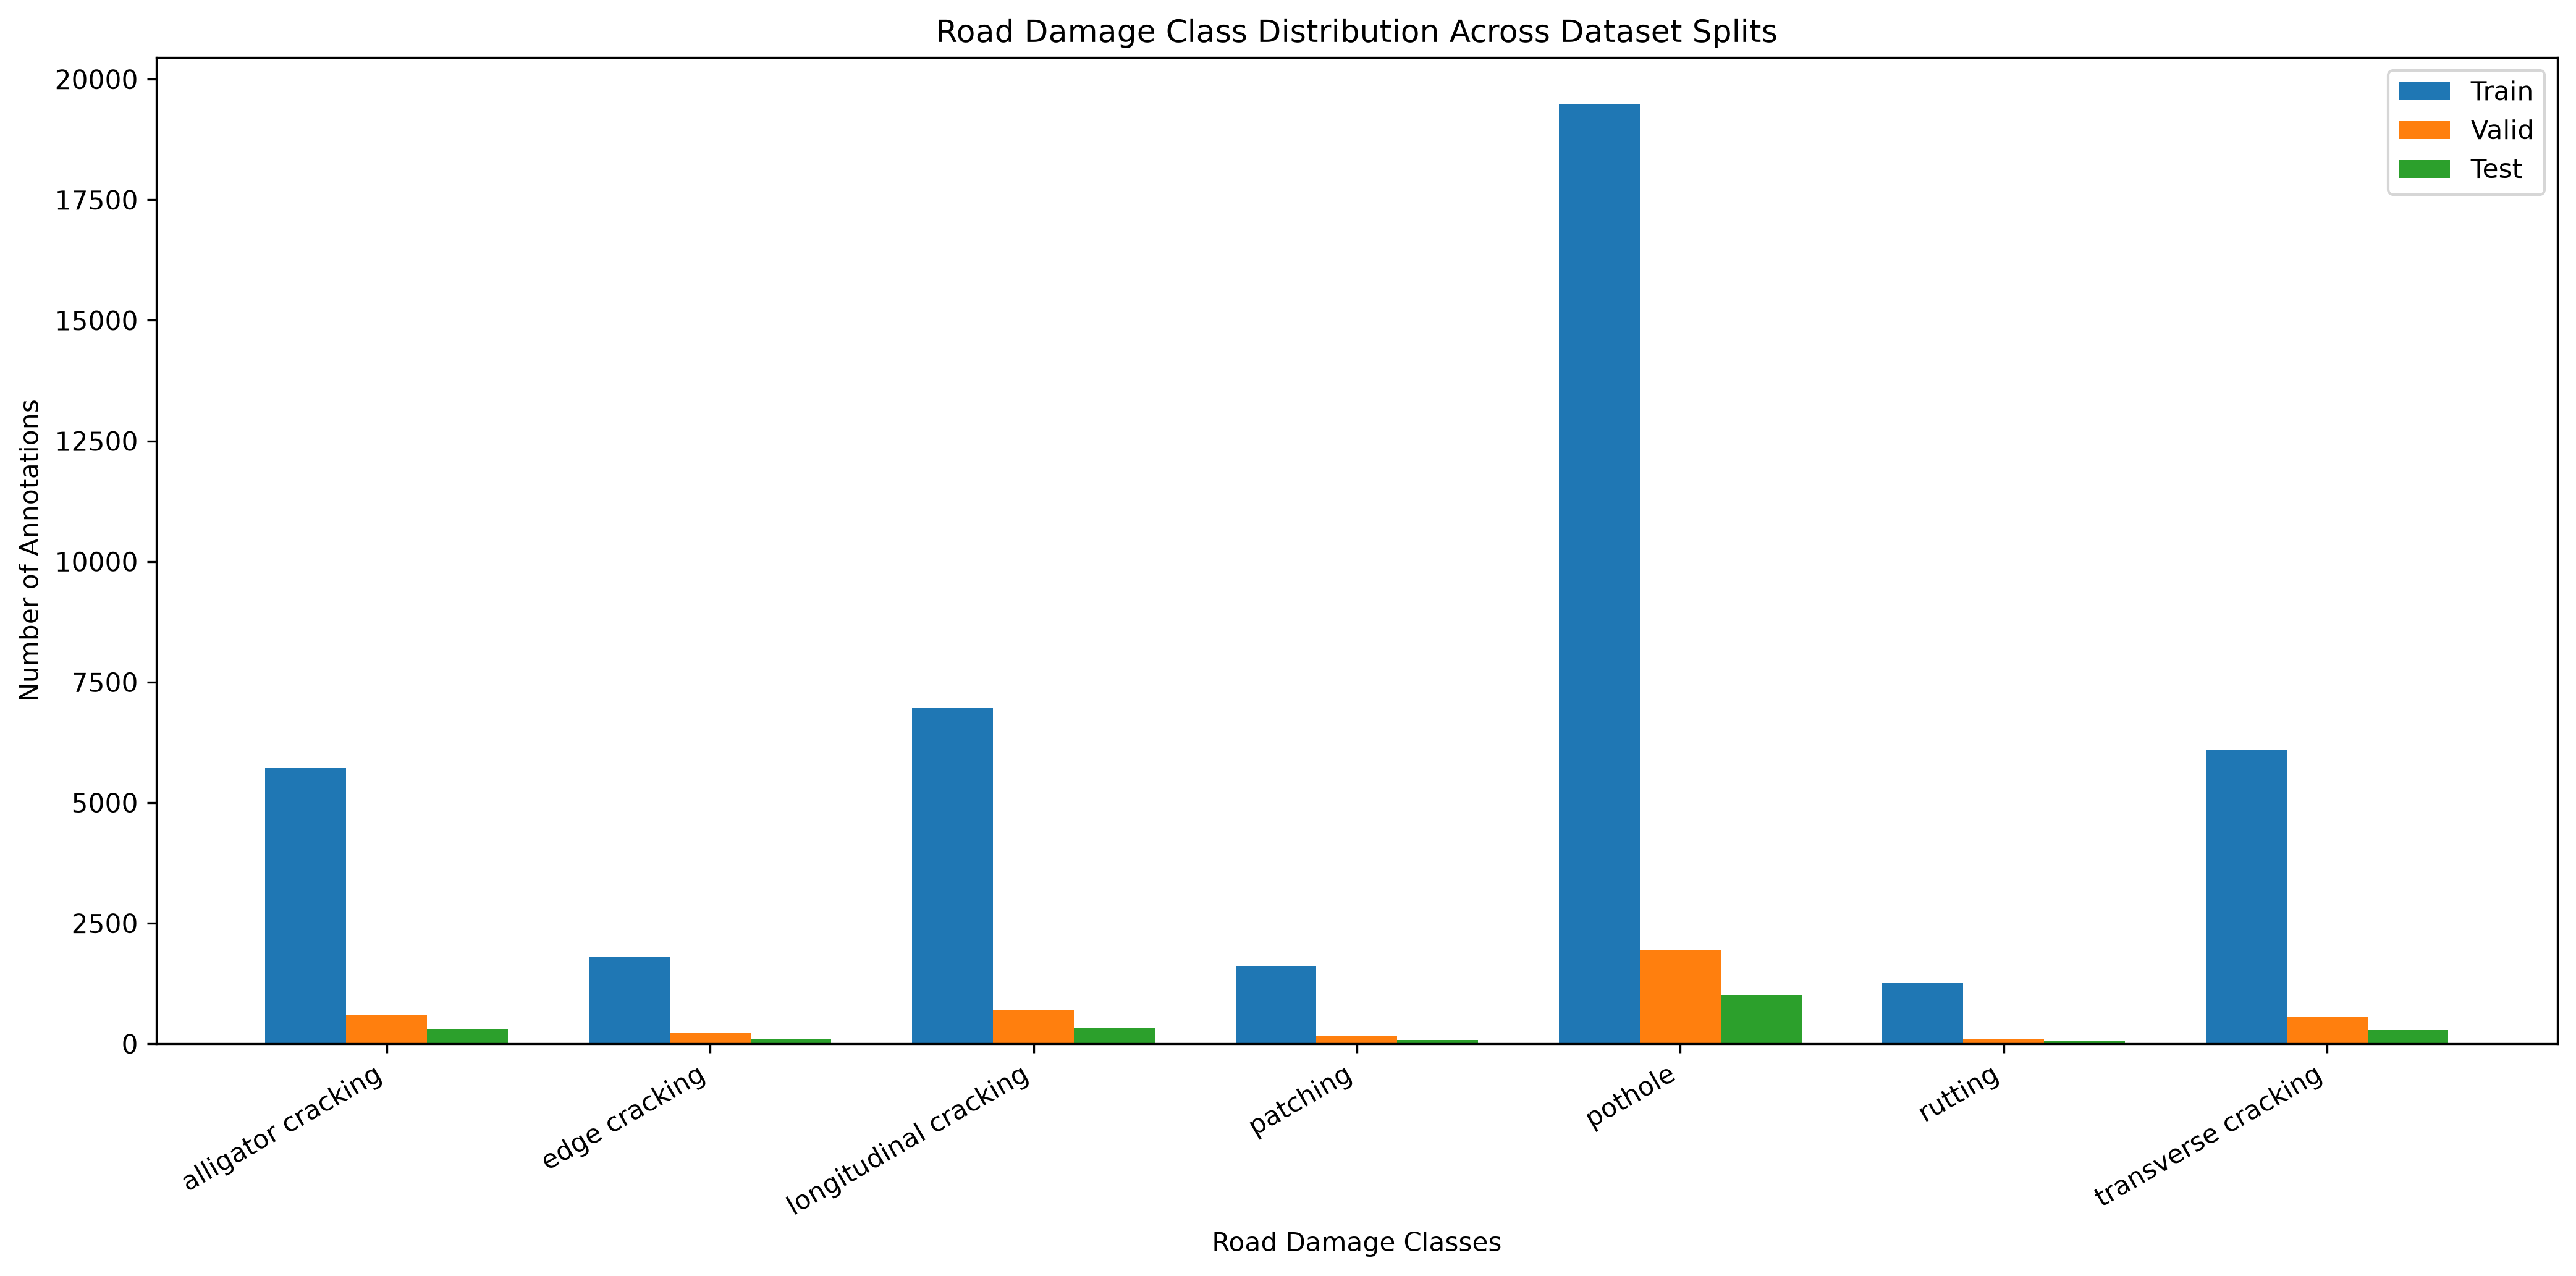 Road Damage Class Distribution Across Dataset Splits
Train
Valid
Test
Number of Annotations
20000
17500
15000
12500
10000
7500
5000
2500
0
alligator cracking
edge cracking
longitudinal cracking
patching
pothole
rutting
transverse cracking
Road Damage Classes